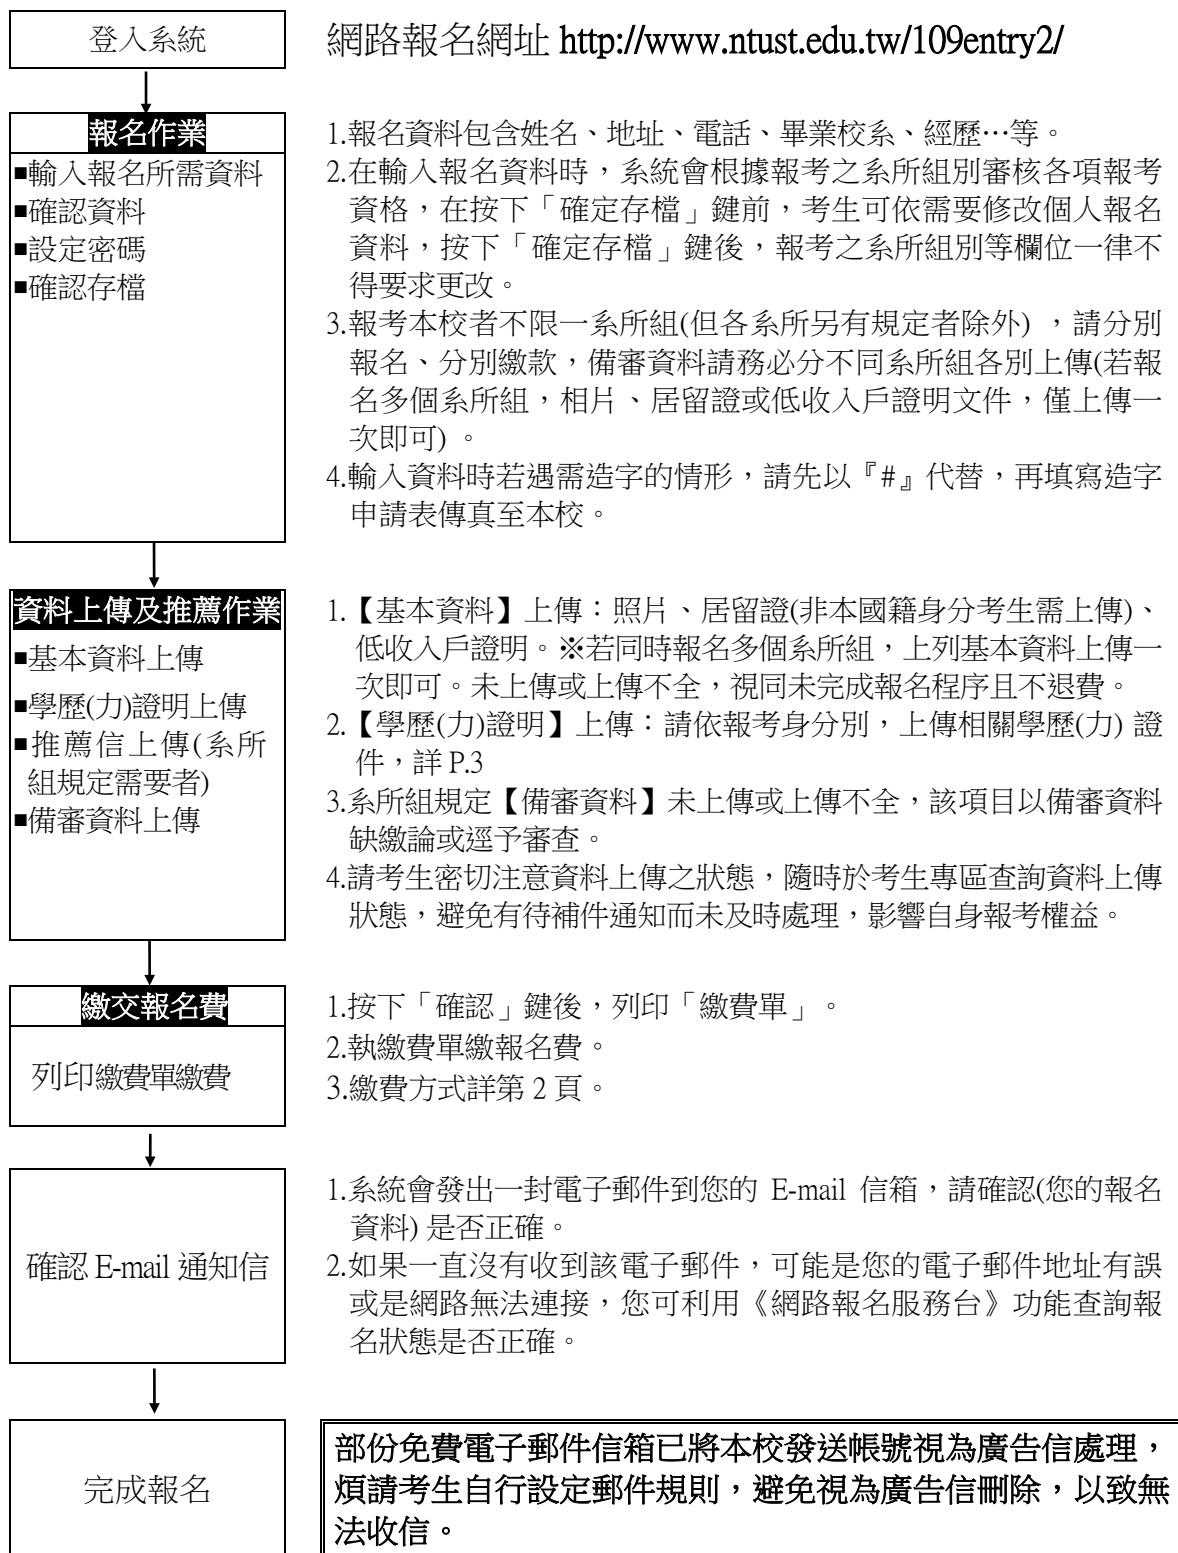 登入系統
網路報名網址 http://www.ntust.edu.tw/109entry2/
報名作業
■輸入報名所需資料
■確認資料
■設定密碼
■確認存檔
1.報名資料包含姓名、地址、電話、畢業校系、經歷…等。
2.在輸入報名資料時，系統會根據報考之系所組別審核各項報考
資格，在按下「確定存檔」鍵前，考生可依需要修改個人報名
資料，按下「確定存檔」鍵後，報考之系所組別等欄位一律不
得要求更改。
3.報考本校者不限一系所組(但各系所另有規定者除外) ，請分別
報名、分別繳款，備審資料請務必分不同系所組各別上傳(若報
名多個系所組，相片、居留證或低收入戶證明文件，僅上傳一
次即可) 。
4.輸入資料時若遇需造字的情形，請先以『#』代替，再填寫造字
申請表傳真至本校。
資料上傳及推薦作業
■基本資料上傳
■學歷(力)證明上傳
■推薦信上傳(系所
組規定需要者)
■備審資料上傳
1.【基本資料】上傳：照片、居留證(非本國籍身分考生需上傳)、
低收入戶證明。※若同時報名多個系所組，上列基本資料上傳一
次即可。未上傳或上傳不全，視同未完成報名程序且不退費。
2.【學歷(力)證明】上傳：請依報考身分別，上傳相關學歷(力) 證
件，詳 P.3
3.系所組規定【備審資料】未上傳或上傳不全，該項目以備審資料
缺繳論或逕予審查。
4.請考生密切注意資料上傳之狀態，隨時於考生專區查詢資料上傳
狀態，避免有待補件通知而未及時處理，影響自身報考權益。
繳交報名費
列印繳費單繳費
1.按下「確認」鍵後，列印「繳費單」。
2.執繳費單繳報名費。
3.繳費方式詳第 2 頁。
確認 E-mail 通知信
1.系統會發出一封電子郵件到您的 E-mail 信箱，請確認(您的報名
資料) 是否正確。
2.如果一直沒有收到該電子郵件，可能是您的電子郵件地址有誤
或是網路無法連接，您可利用《網路報名服務台》功能查詢報
名狀態是否正確。
完成報名
部份免費電子郵件信箱已將本校發送帳號視為廣告信處理，
煩請考生自行設定郵件規則，避免視為廣告信刪除，以致無
法收信。